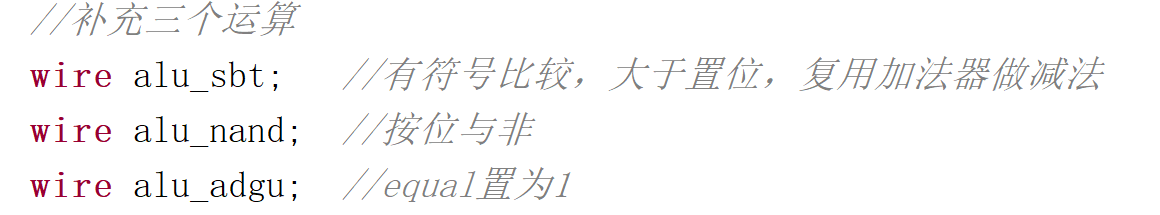 //补充三个运算
wire alu_sbt; //有符号比较，大于置位，复用加法器做减法
wire alu_nand; //按位与非
wire alu_adgu; //equal置为1